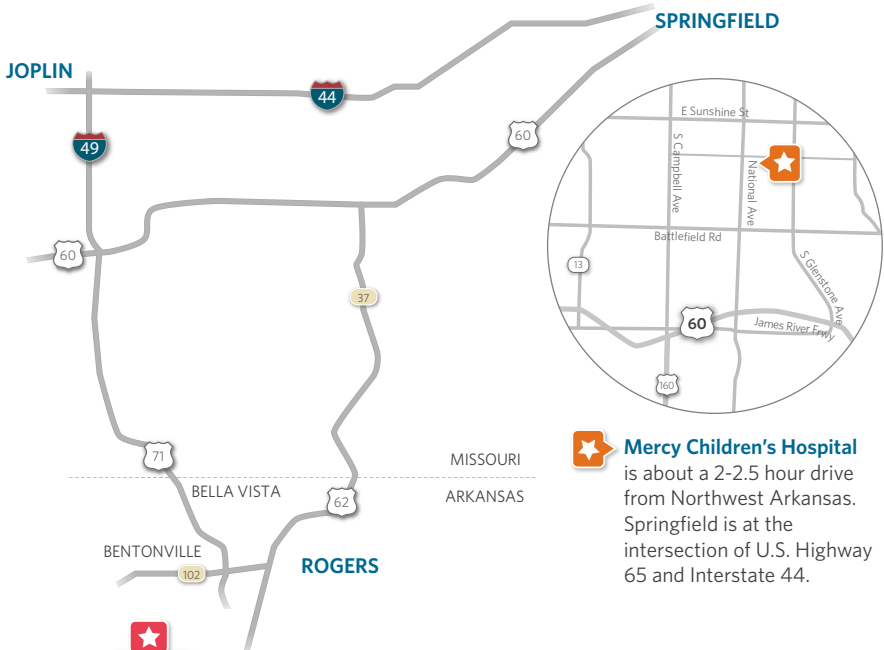 SPRINGFIELD
JOPLIN
44
49
60
E Sunshine St
S Campbell Ave
National Ave
60
37
Battlefield Rd
13
S Glenstone Ave
60
James River Frwy
160
71
MISSOURI
ARKANSAS
BELLA VISTA
62
BENTONVILLE
102
ROGERS
Mercy Children's Hospital
is about a 2-2.5 hour drive
from Northwest Arkansas.
Springfield is at the
intersection of U.S. Highway
65 and Interstate 44.